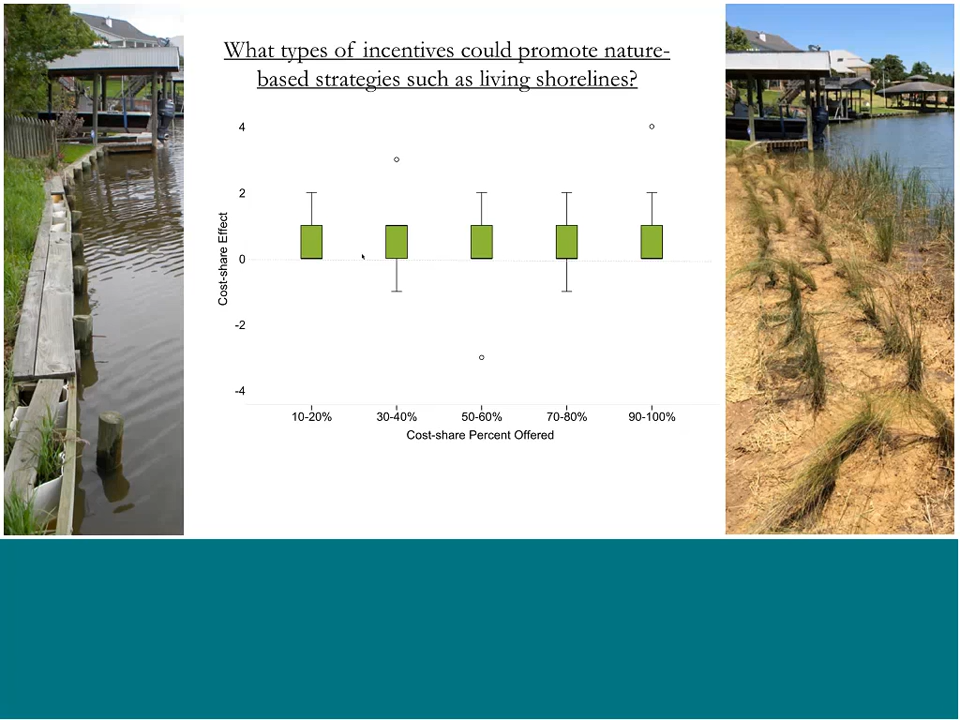 What types of incentives could promote nature-
based strategies such as living shorelines?
4
2
0
-2
-4
Cost-share Effect
10-20% 30-40% 50-60% 70-80% 90-100%
Cost-share Percent Offered